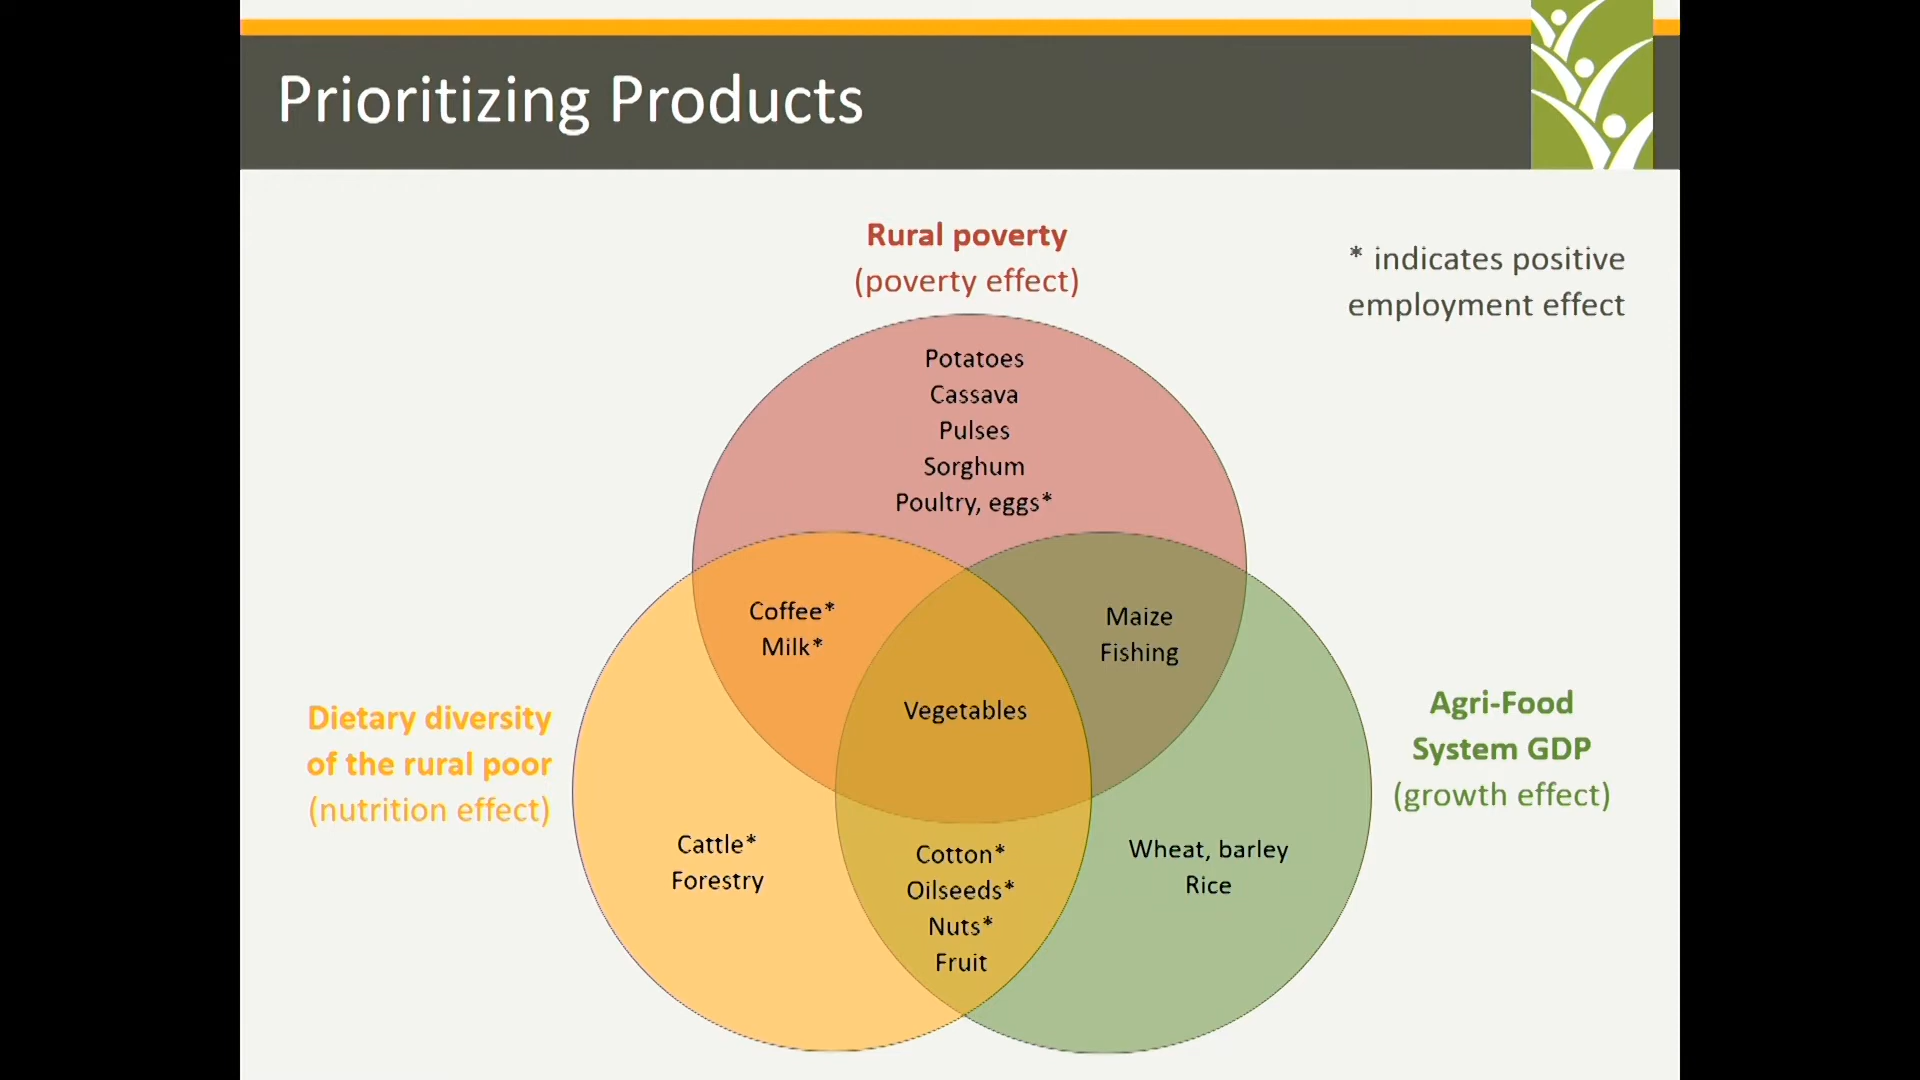 Prioritizing Products
Rural poverty
(poverty effect)
* indicates positive
employment effect
Potatoes
Cassava
Pulses
Sorghum
Poultry, eggs*
Coffee*
Milk*
Maize
Fishing
Vegetables
Dietary diversity
of the rural poor
(nutrition effect)
Agri-Food
System GDP
(growth effect)
Cattle*
Forestry
Cotton*
Oilseeds*
Nuts*
Fruit
Wheat, barley
Rice